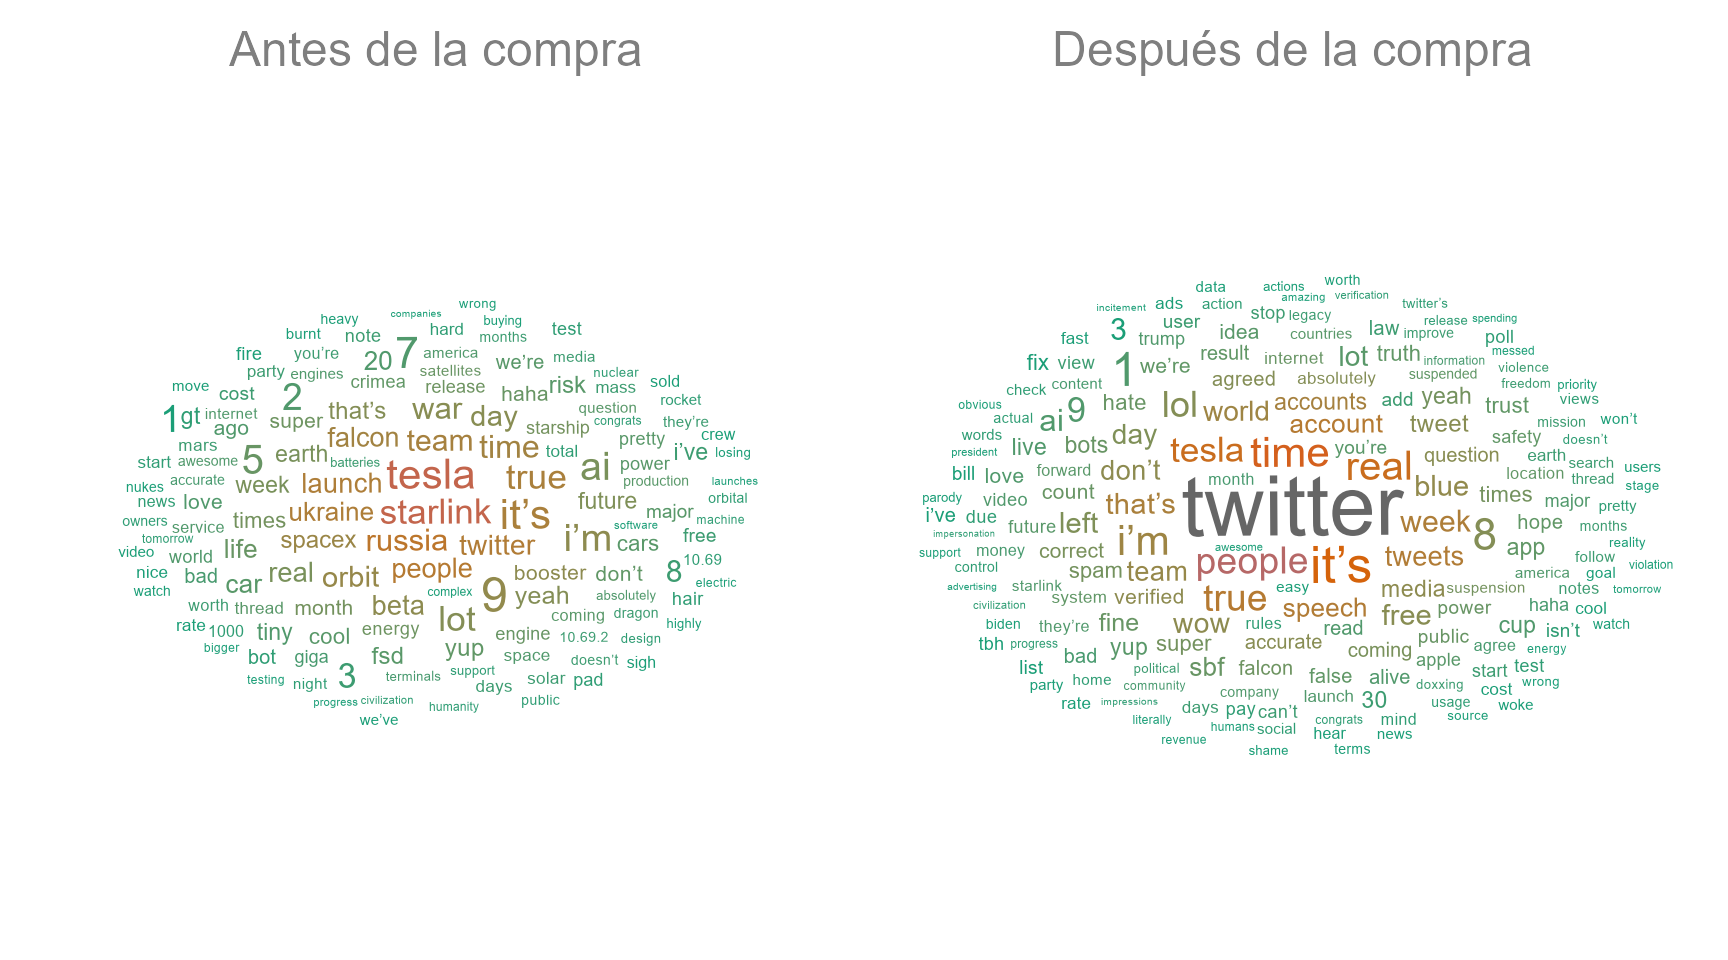 Antes de la compra
wrong
heavy companies buying
burnt note hard months test
fire you’re 20 7 america we’re media
party engines crimea satellites nuclear
move cost 2 release haha risk mass sold
1 gt internet super that’s war day question rocket
ago falcon team time starship congrats they’re crew
mars earth total pretty i’ve losing
start awesome 5 batteries tesla true ai power
accurate week launch production launches
nukes news love starlink it’s future major orbital
owners service times ukraine i’m software machine
tomorrow spacex russia twitter cars free
video world life people 8 10.69
nice bad real orbit booster don’t electric
watch car complex 9 yeah absolutely hair
worth thread month beta lot coming dragon highly
rate 1000 tiny cool energy engine 10.69.2 design
bigger bot giga fsd yup space doesn’t sigh
testing night 3 terminals support solar pad
progress civilization days public
we’ve humanity
Después de la compra
worth
data actions amazing verification
incitement ads action stop legacy twitter’s
3 user release spending
fast trump idea countries law improve poll
fix view 1 we’re result internet lot truth information messed
check content agreed absolutely suspended violence
obvious 9 hate lol world accounts add yeah freedom priority
actual ai account tweet trust views
words live bots day tesla time you’re safety mission won’t
president real question earth doesn’t
bill love forward don’t month location search users
parody video count that’s twitter blue times thread stage
i’ve due future left i’m week 8 major pretty
impersonation awesome hope months
support money correct people it’s tweets app follow reality
control spam team easy america goal violation
advertising starlink system verified true media suspension notes tomorrow
civilization speech free power haha cool
biden they’re fine wow rules read cup isn’t watch
tbh progress yup super accurate public agree energy
list bad political sbf falcon coming apple start test
party home community false alive doxxing cost wrong
rate impressions company launch 30 usage woke
literally days pay can’t congrats mind source
revenue humans social hear news
shame terms